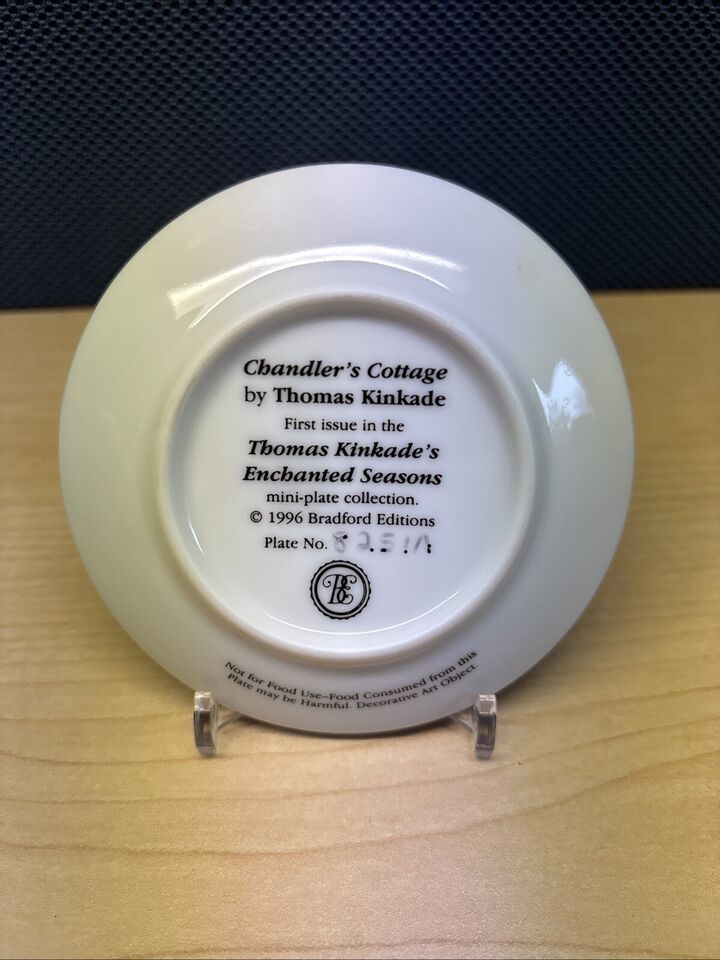 Chandler's Cottage
by Thomas Kinkade
First issue in the
Thomas Kinkade's
Enchanted Seasons
mini-plate collection.
© 1996 Bradford Editions
Plate No. 8251A
BE
Not for Food Use–Food Consumed from this
Plate may be Harmful. Decorative Art Object.